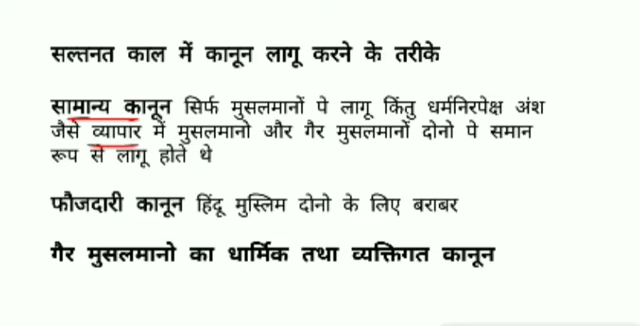 सल्तनत काल में कानून लागू करने के तरीके
सामान्य कानून सिर्फ मुसलमानों पे लागू किंतु धर्मनिरपेक्ष अंश
जैसे व्यापार में मुसलमानो और गैर मुसलमानों दोनो पे समान
रूप से लागू होते थे
फौजदारी कानून हिंदू मुस्लिम दोनो के लिए बराबर
गैर मुसलमानो का धार्मिक तथा व्यक्तिगत कानून